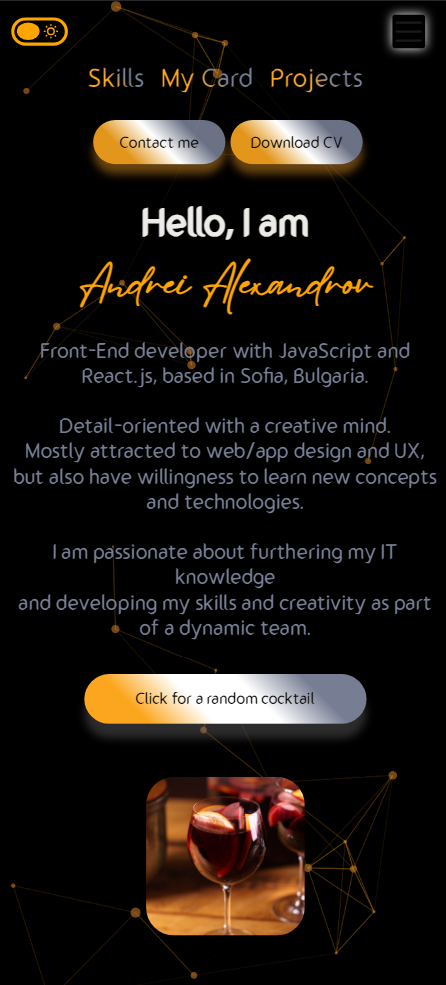 Skills My Card Projects
Contact me Download CV
Hello, I am
Andrei Alexandrov
Front-End developer with JavaScript and
React.js, based in Sofia, Bulgaria.
Detail-oriented with a creative mind.
Mostly attracted to web/app design and UX,
but also have willingness to learn new concepts
and technologies.
I am passionate about furthering my IT
knowledge
and developing my skills and creativity as part
of a dynamic team.
Click for a random cocktail